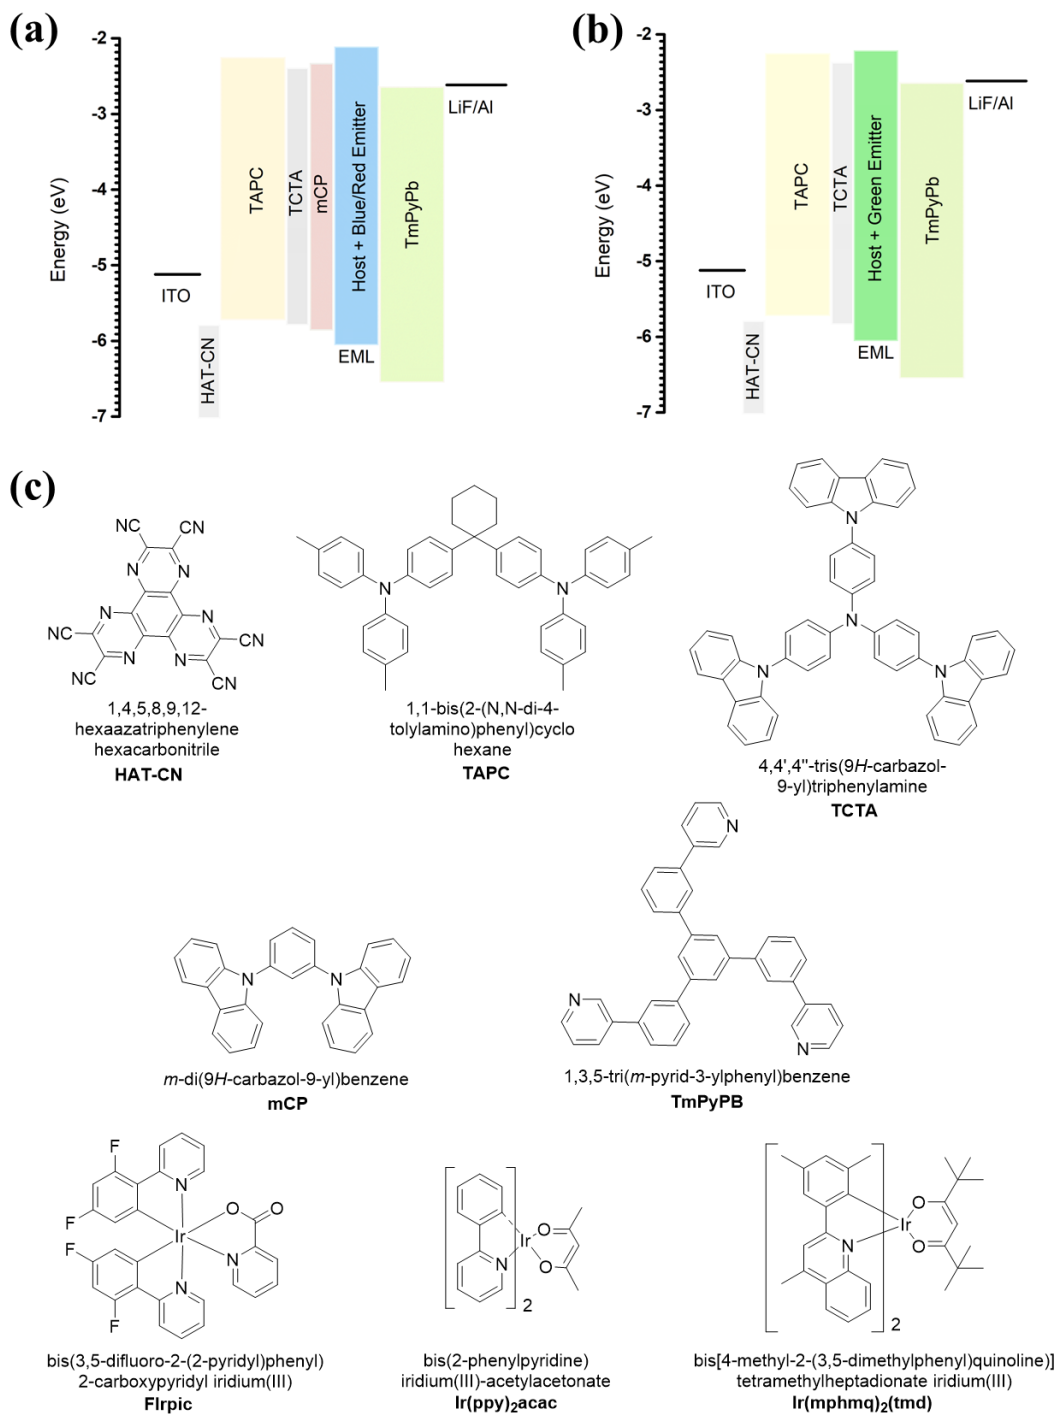 (a)
-2
-3
-4
-5
-6
-7
Energy (eV)
ITO
HAT-CN
TAPC
TCTA
mCP
Host + Blue/Red Emitter
EML
TmPyPb
LiF/Al
(b)
-2
-3
-4
-5
-6
-7
Energy (eV)
ITO
HAT-CN
TAPC
TCTA
Host + Green Emitter
EML
TmPyPb
LiF/Al
(c)
NC CN
N N
N N
NC CN
N N
NC CN
1,4,5,8,9,12-
hexaazatriphenylene
hexacarbonitrile
HAT-CN
N N
1,1-bis(2-(N,N-di-4-
tolylamino)phenyl)cyclo
hexane
TAPC
N
N
N N
4,4',4"-tris(9H-carbazol-
9-yl)triphenylamine
TCTA
N N
m-di(9H-carbazol-9-yl)benzene
mCP
N
N
N
1,3,5-tri(m-pyrid-3-ylphenyl)benzene
TmPyPB
F
N
F
O O
Ir
F
N
N
F
bis(3,5-difluoro-2-(2-pyridyl)phenyl)
2-carboxypyridyl iridium(III)
FIrpic
Ir O
N O
2
bis(2-phenylpyridine)
iridium(III)-acetylacetonate
Ir(ppy)2acac
O
Ir
N O
2
bis[4-methyl-2-(3,5-dimethylphenyl)quinoline)]
tetramethylheptadionate iridium(III)
Ir(mphmq)2(tmd)